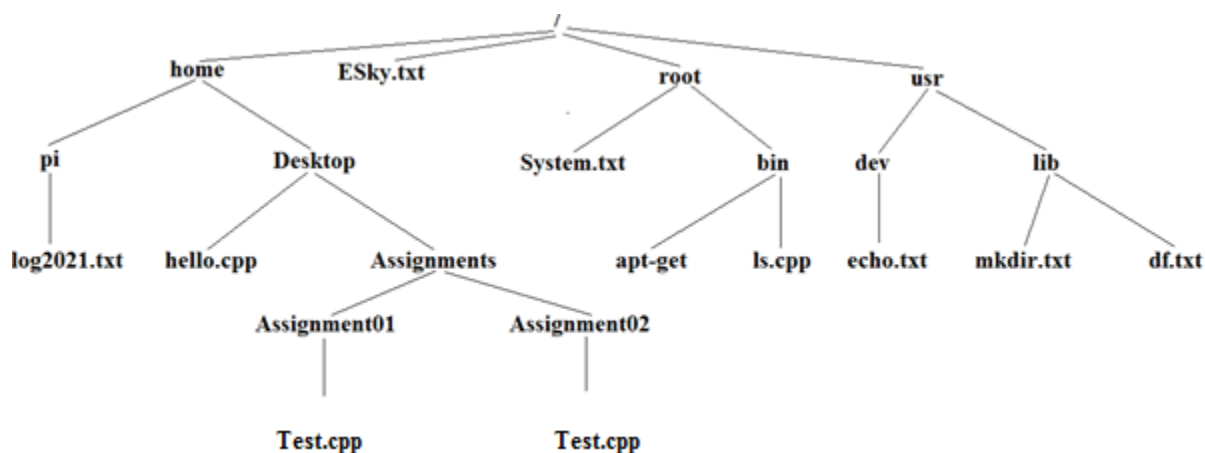 /
home ESky.txt root usr
pi Desktop System.txt bin dev lib
log2021.txt hello.cpp Assignments apt-get ls.cpp echo.txt mkdir.txt df.txt
Assignment01 Assignment02
Test.cpp Test.cpp